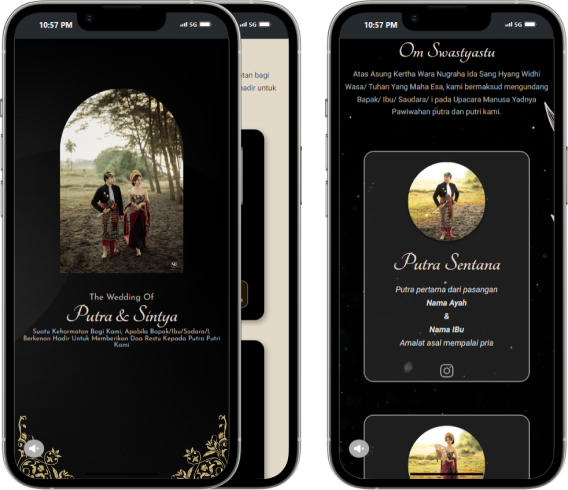 10:57 PM
5G
The Wedding Of
Putra & Sintya
Suatu Kehormatan Bagi Kami, Apabila Bapak/Ibu/Sodara/I,
Berkenan Hadir Untuk Memberikan Doa Restu Kepada Putra Putri
Kami
5G
tan bagi
adir untuk
10:57 PM
5G
Om Swastyastu
Atas Asung Kertha Wara Nugraha Ida Sang Hyang Widhi
Wasa/ Tuhan Yang Maha Esa, kami bermaksud mengundang
Bapak/ Ibu/ Saudara/ i pada Upacara Manusa Yadnya
Pawiwahan putra dan putri kami.
Putra Sentana
Putra pertama dari pasangan
Nama Ayah
&
Nama IBu
Amalat asal mempalai pria